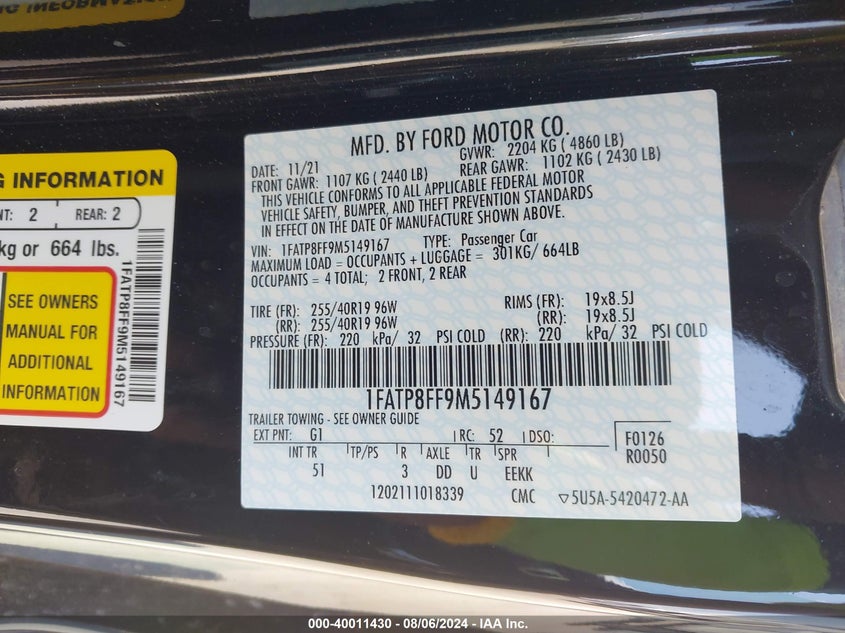 G INFORMATION
NT: 2 REAR: 2
kg or 664 lbs.
SEE OWNERS
MANUAL FOR
ADDITIONAL
INFORMATION
1FATP8FF9M5149167
MFD. BY FORD MOTOR CO.
DATE: 11/21 GVWR: 2204 KG ( 4860 LB)
FRONT GAWR: 1107 KG ( 2440 LB) REAR GAWR: 1102 KG ( 2430 LB)
THIS VEHICLE CONFORMS TO ALL APPLICABLE FEDERAL MOTOR
VEHICLE SAFETY, BUMPER, AND THEFT PREVENTION STANDARDS
IN EFFECT ON THE DATE OF MANUFACTURE SHOWN ABOVE.
VIN: 1FATP8FF9M5149167 TYPE: Passenger Car
MAXIMUM LOAD = OCCUPANTS + LUGGAGE = 301KG/ 664LB
OCCUPANTS = 4 TOTAL; 2 FRONT, 2 REAR
TIRE (FR): 255/40R19 96W RIMS (FR): 19x8.5J
(RR): 255/40R19 96W (RR): 19x8.5J
PRESSURE (FR): 220 kPa/ 32 PSI COLD (RR): 220 kPa/ 32 PSI COLD
1FATP8FF9M5149167
TRAILER TOWING - SEE OWNER GUIDE
EXT PNT: G1 RC: 52 DSO: F0126
INT TR TP/PS R AXLE TR SPR R0050
51 3 DD U EEKK
1202111018339 CMC ▽5U5A-5420472-AA
000-40011430 - 08/06/2024 - IAA Inc.